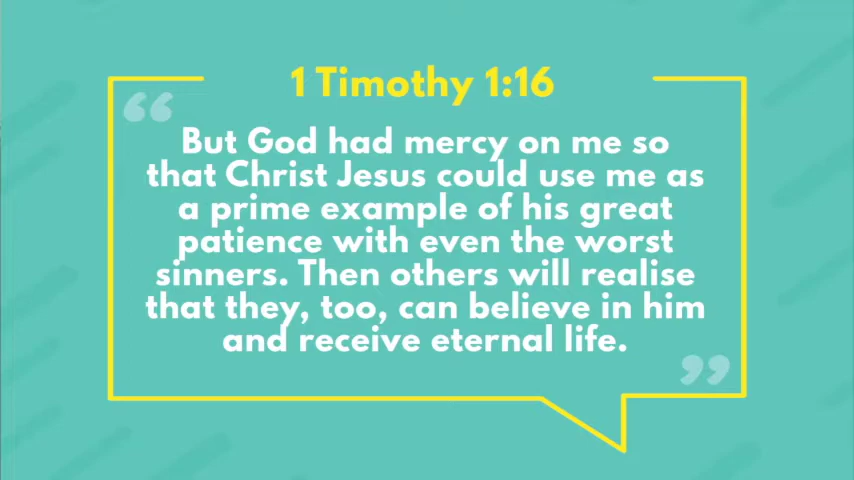 1 Timothy 1:16
“
But God had mercy on me so
that Christ Jesus could use me as
a prime example of his great
patience with even the worst
sinners. Then others will realise
that they, too, can believe in him
and receive eternal life.
”